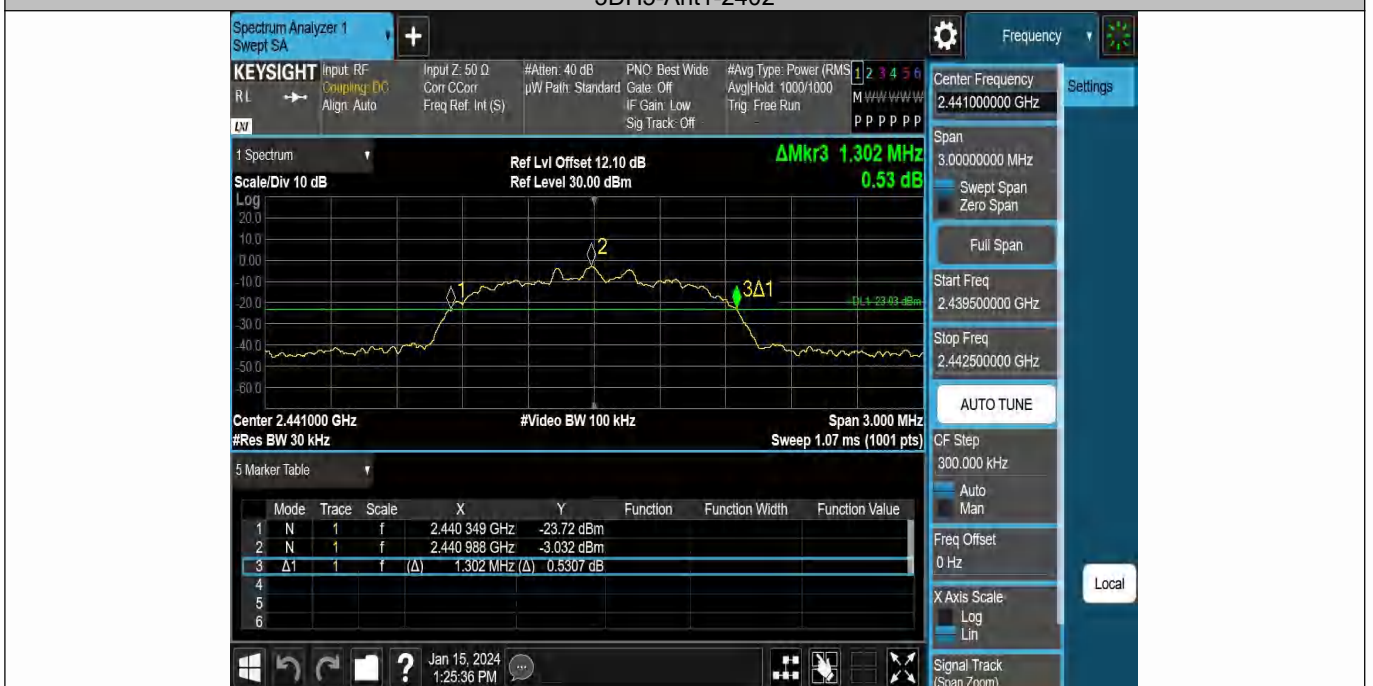 3DH5-Ant1-2402
Spectrum Analyzer 1
Swept SA
Frequency
KEYSIGHT
RL
LXI
Input: RF
Coupling: DC
Align: Auto
Input Z: 50 Ω
Corr CCorr
Freq Ref: Int (S)
#Atten: 40 dB
µW Path: Standard
PNO: Best Wide
Gate: Off
IF Gain: Low
Sig Track: Off
#Avg Type: Power (RMS
Avg|Hold: 1000/1000
Trig: Free Run
1 2 3 4 5 6
M W W W W W
P P P P P P
1 Spectrum
Scale/Div 10 dB
Ref Lvl Offset 12.10 dB
Ref Level 30.00 dBm
ΔMkr3 1.302 MHz
0.53 dB
Log
20.0
10.0
0.00
-10.0
-20.0
-30.0
-40.0
-50.0
-60.0
1
2
3Δ1
DL1 -23.03 dBm
Center 2.441000 GHz
#Video BW 100 kHz
Span 3.000 MHz
#Res BW 30 kHz
Sweep 1.07 ms (1001 pts)
5 Marker Table
Mode Trace Scale X Y Function Function Width Function Value
1 N 1 f 2.440 349 GHz -23.72 dBm
2 N 1 f 2.440 988 GHz -3.032 dBm
3 Δ1 1 f (Δ) 1.302 MHz (Δ) 0.5307 dB
4
5
6
Jan 15, 2024
1:25:36 PM
Center Frequency
2.441000000 GHz
Settings
Span
3.00000000 MHz
Swept Span
Zero Span
Full Span
Start Freq
2.439500000 GHz
Stop Freq
2.442500000 GHz
AUTO TUNE
CF Step
300.000 kHz
Auto
Man
Freq Offset
0 Hz
Local
X Axis Scale
Log
Lin
Signal Track
(Span Zoom)